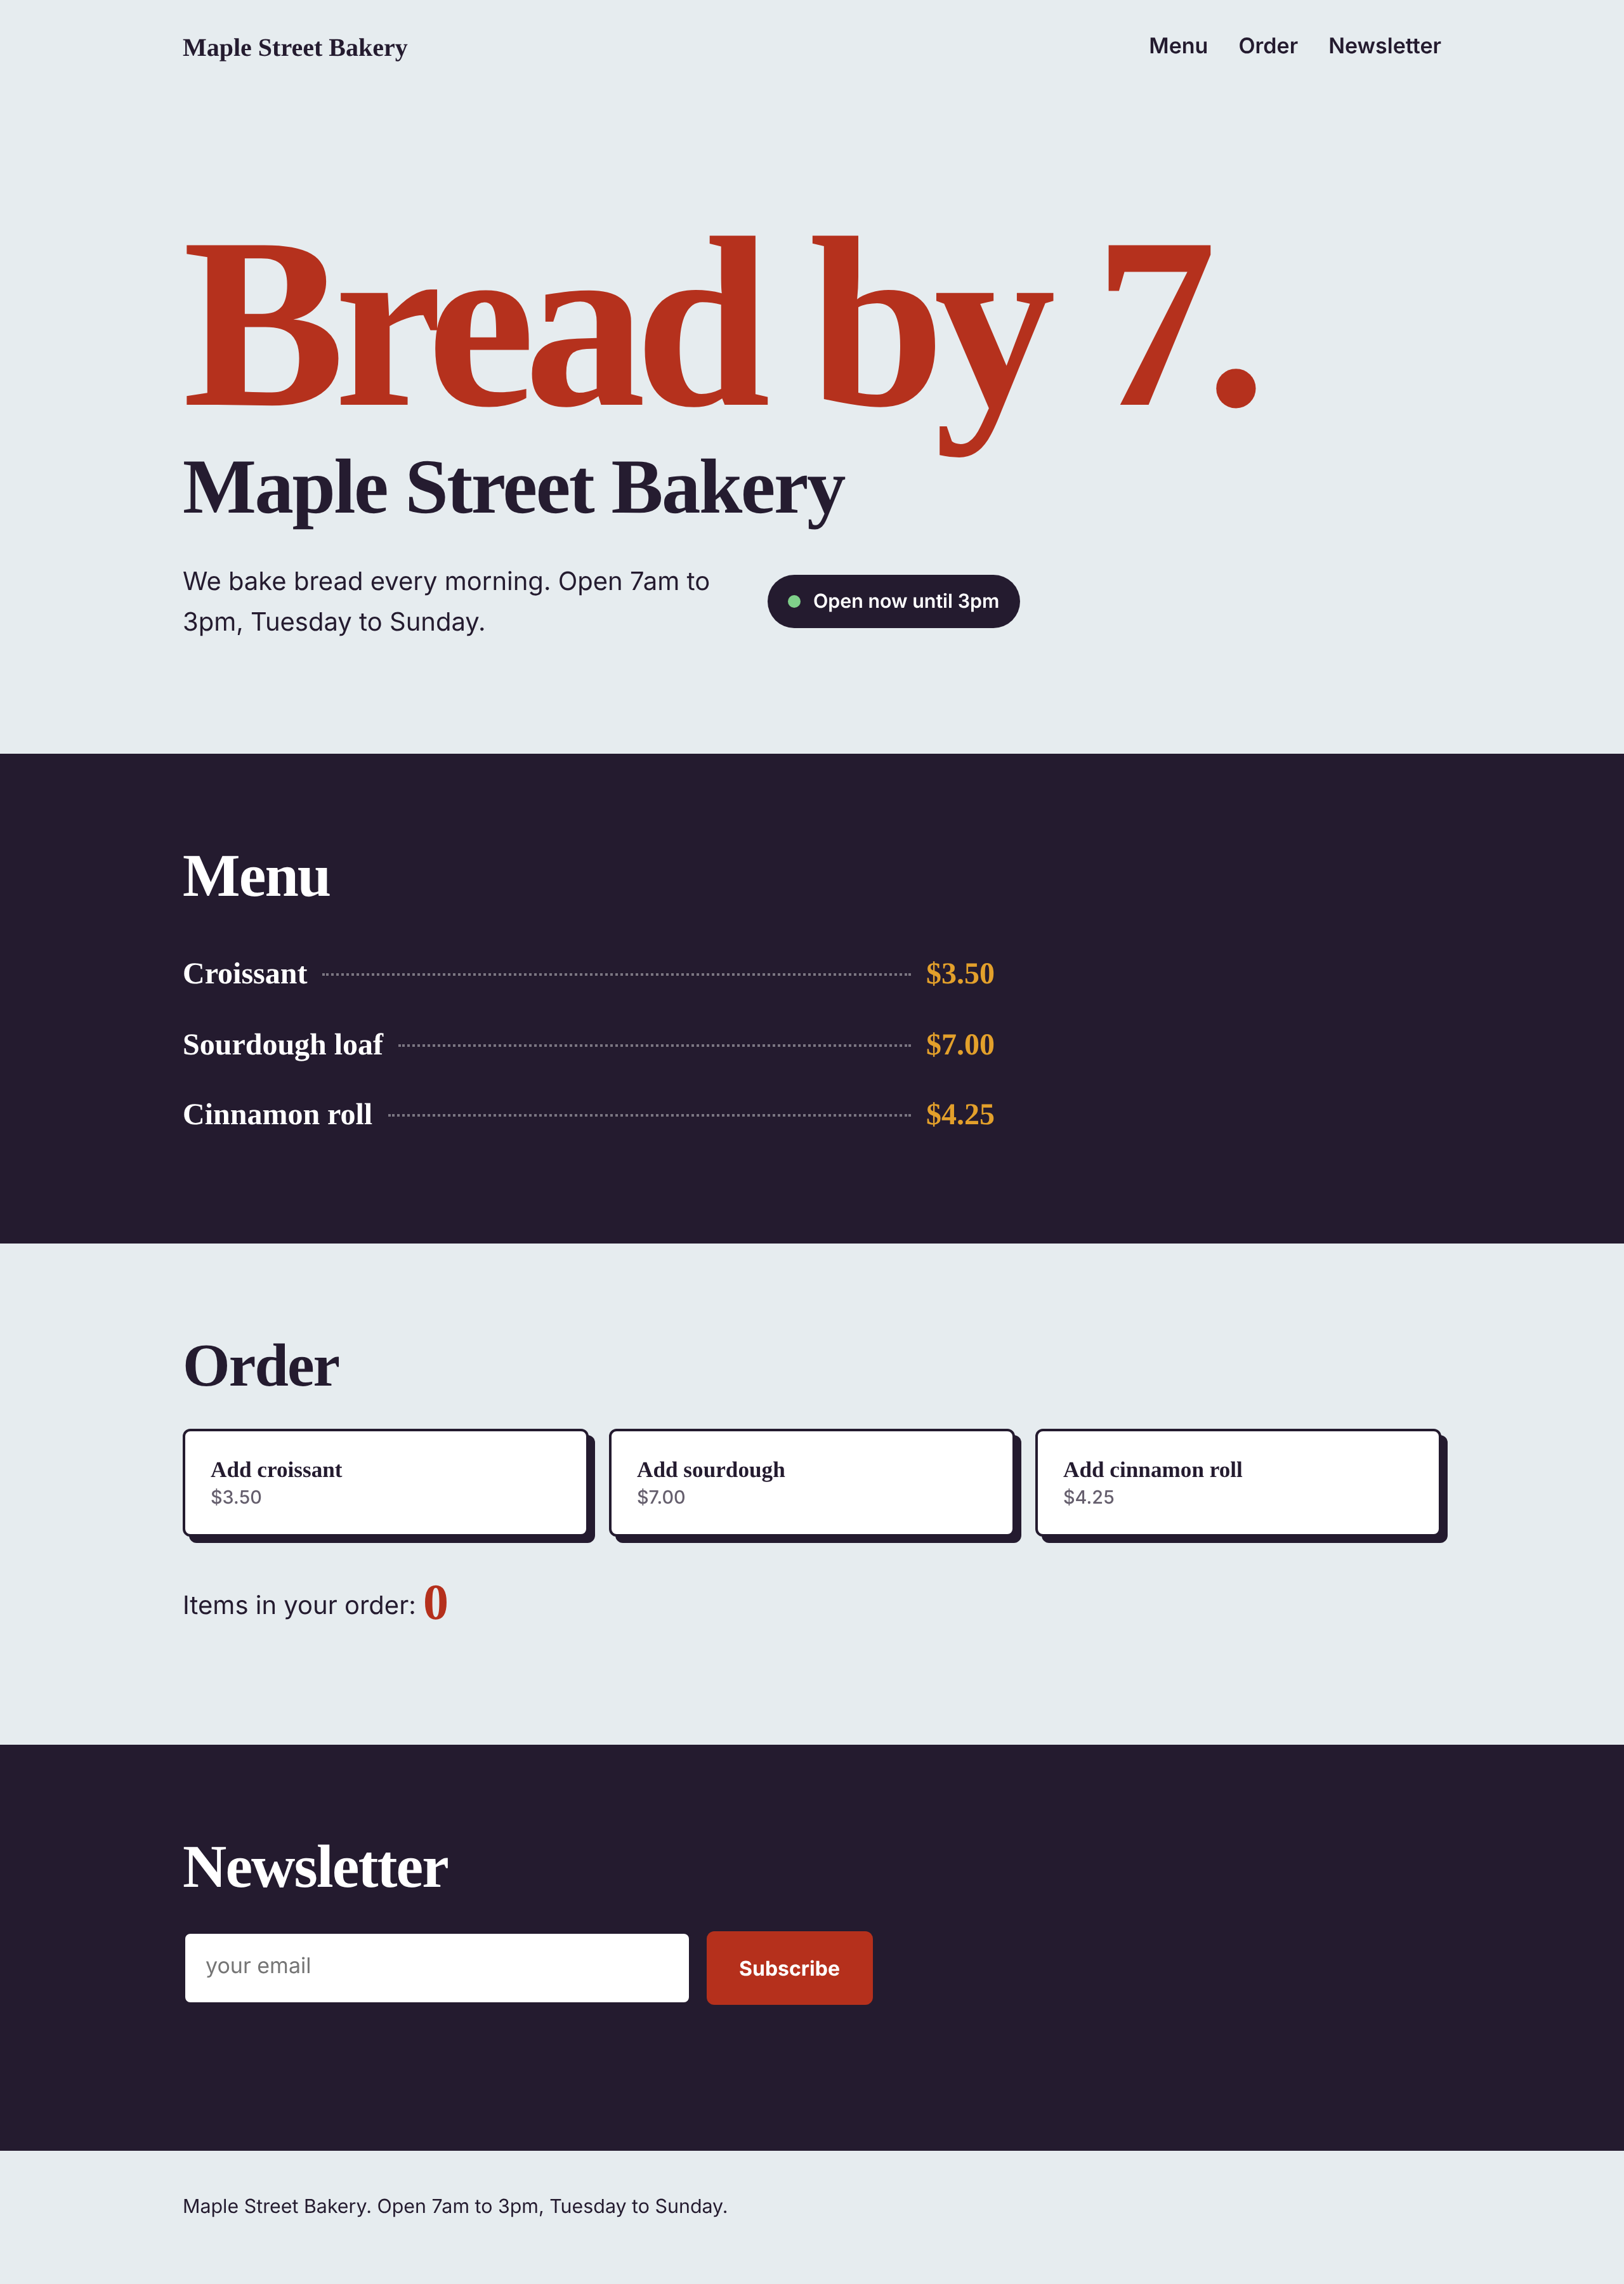 Maple Street Bakery
Menu Order Newsletter
Bread by 7.
Maple Street Bakery
We bake bread every morning. Open 7am to
3pm, Tuesday to Sunday.
Open now until 3pm
Menu
Croissant $3.50
Sourdough loaf $7.00
Cinnamon roll $4.25
Order
Add croissant
$3.50
Add sourdough
$7.00
Add cinnamon roll
$4.25
Items in your order: 0
Newsletter
your email
Subscribe
Maple Street Bakery. Open 7am to 3pm, Tuesday to Sunday.